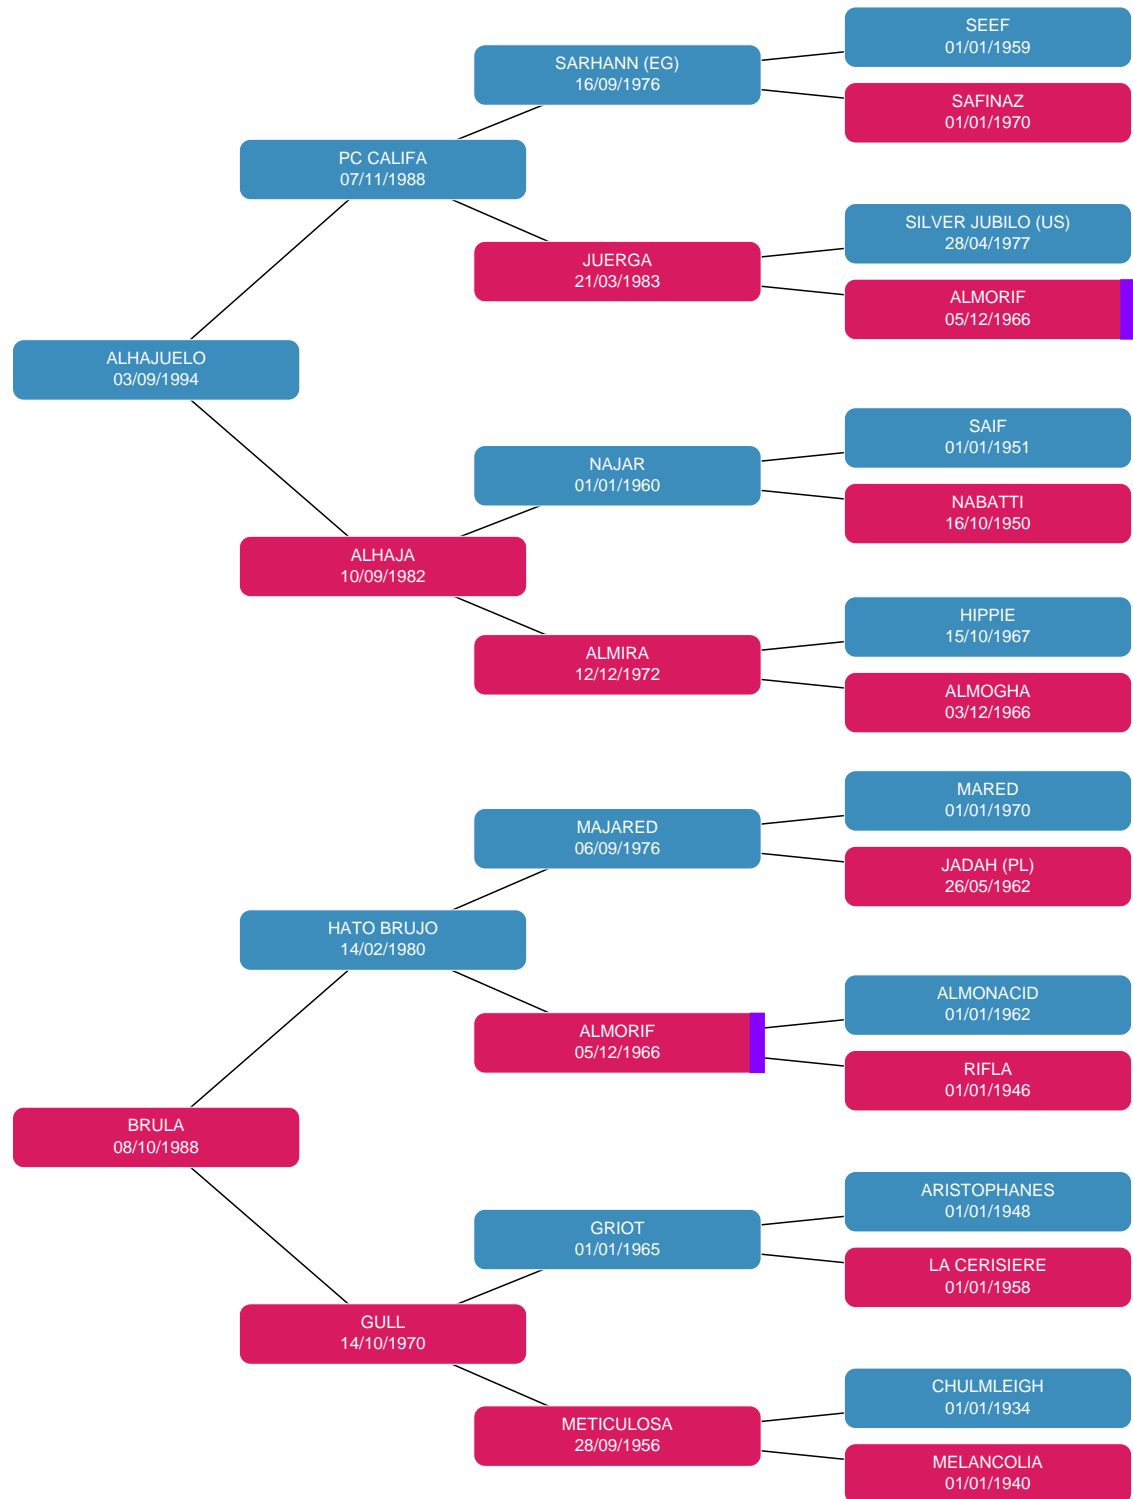 SEEF
01/01/1959
SARHANN (EG)
16/09/1976
SAFINAZ
01/01/1970
PC CALIFA
07/11/1988
SILVER JUBILO (US)
28/04/1977
JUERGA
21/03/1983
ALMORIF
05/12/1966
ALHAJUELO
03/09/1994
SAIF
01/01/1951
NAJAR
01/01/1960
NABATTI
16/10/1950
ALHAJA
10/09/1982
HIPPIE
15/10/1967
ALMIRA
12/12/1972
ALMOGHA
03/12/1966
MARED
01/01/1970
MAJARED
06/09/1976
JADAH (PL)
26/05/1962
HATO BRUJO
14/02/1980
ALMONACID
01/01/1962
ALMORIF
05/12/1966
RIFLA
01/01/1946
BRULA
08/10/1988
ARISTOPHANES
01/01/1948
GRIOT
01/01/1965
LA CERISIERE
01/01/1958
GULL
14/10/1970
CHULMLEIGH
01/01/1934
METICULOSA
28/09/1956
MELANCOLIA
01/01/1940